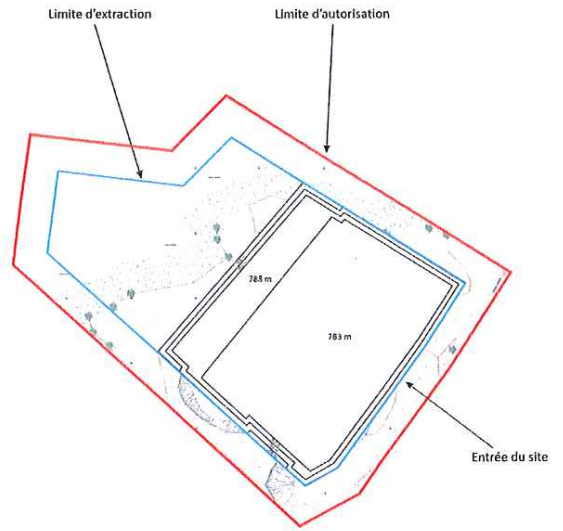 Limite d'extraction
Limite d'autorisation
788 m
783 m
Entrée du site